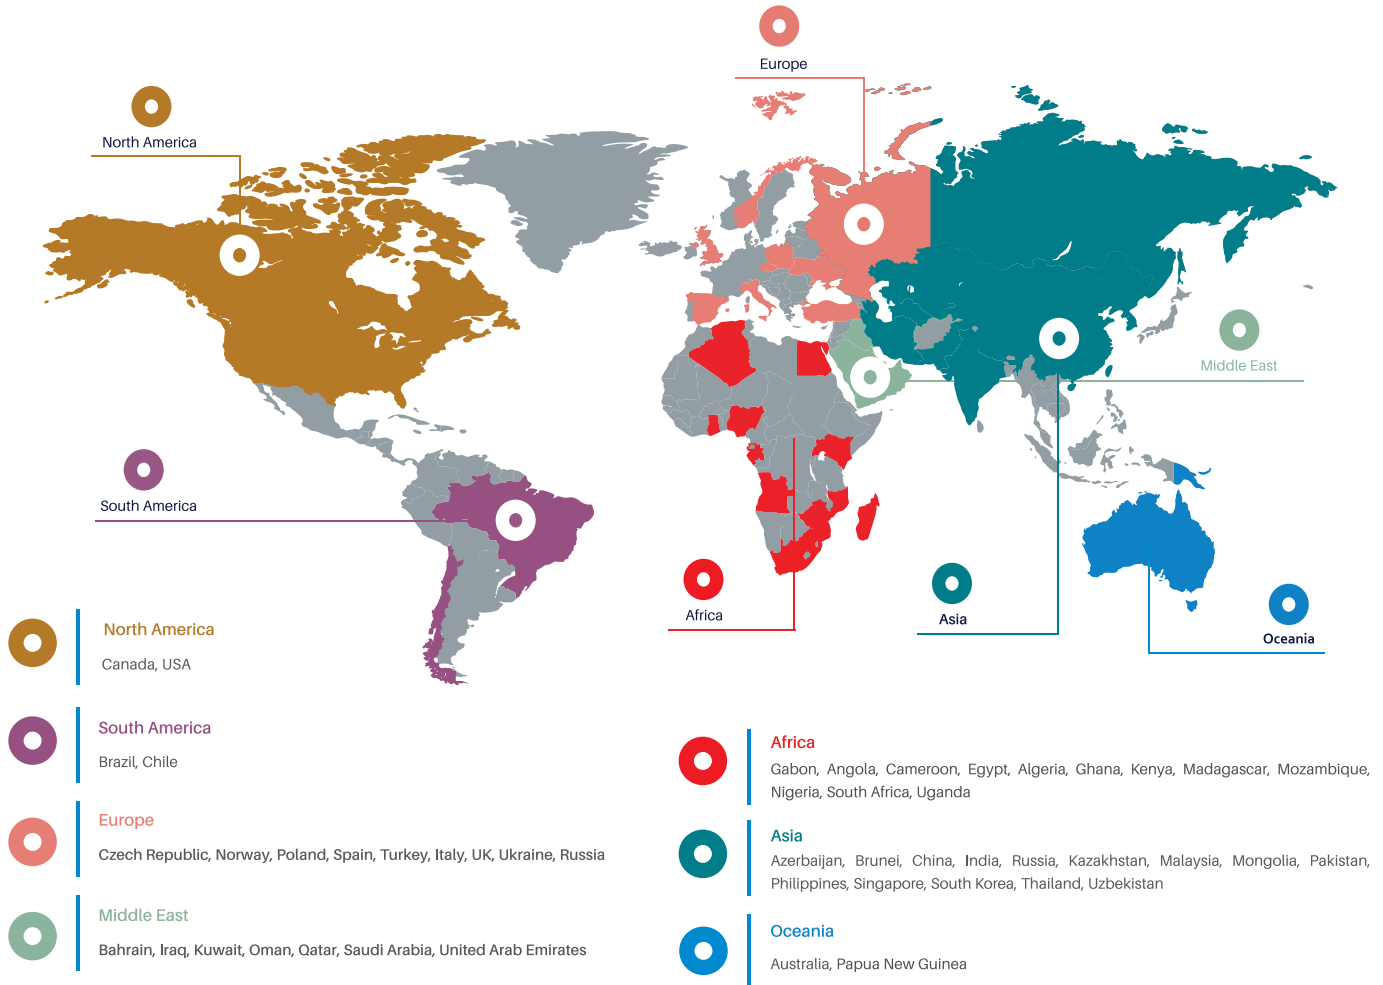 Europe
North America
Middle East
South America
Africa
Asia
Oceania
North America
Canada, USA
South America
Brazil, Chile
Europe
Czech Republic, Norway, Poland, Spain, Turkey, Italy, UK, Ukraine, Russia
Middle East
Bahrain, Iraq, Kuwait, Oman, Qatar, Saudi Arabia, United Arab Emirates
Africa
Gabon, Angola, Cameroon, Egypt, Algeria, Ghana, Kenya, Madagascar, Mozambique,
Nigeria, South Africa, Uganda
Asia
Azerbaijan, Brunei, China, India, Russia, Kazakhstan, Malaysia, Mongolia, Pakistan,
Philippines, Singapore, South Korea, Thailand, Uzbekistan
Oceania
Australia, Papua New Guinea